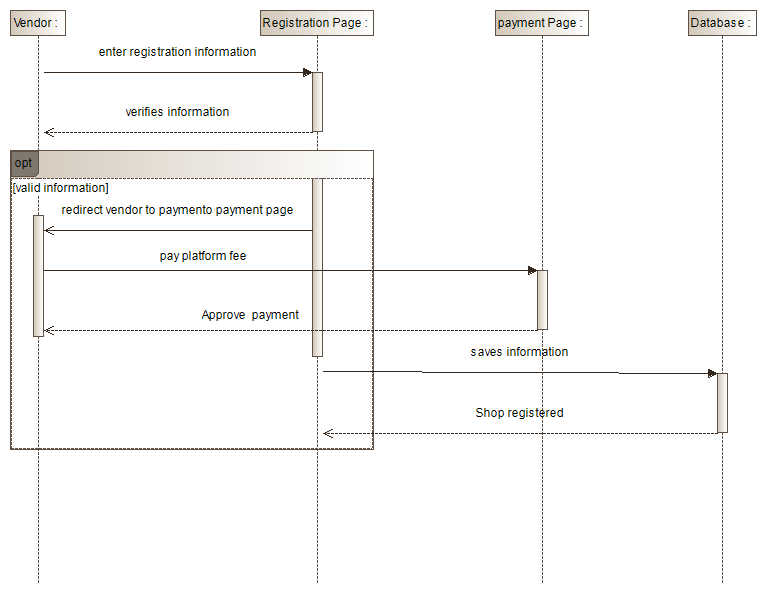 Vendor :
Registration Page :
payment Page :
Database :
enter registration information
verifies information
opt
[valid information]
redirect vendor to paymento payment page
pay platform fee
Approve  payment
saves information
Shop registered